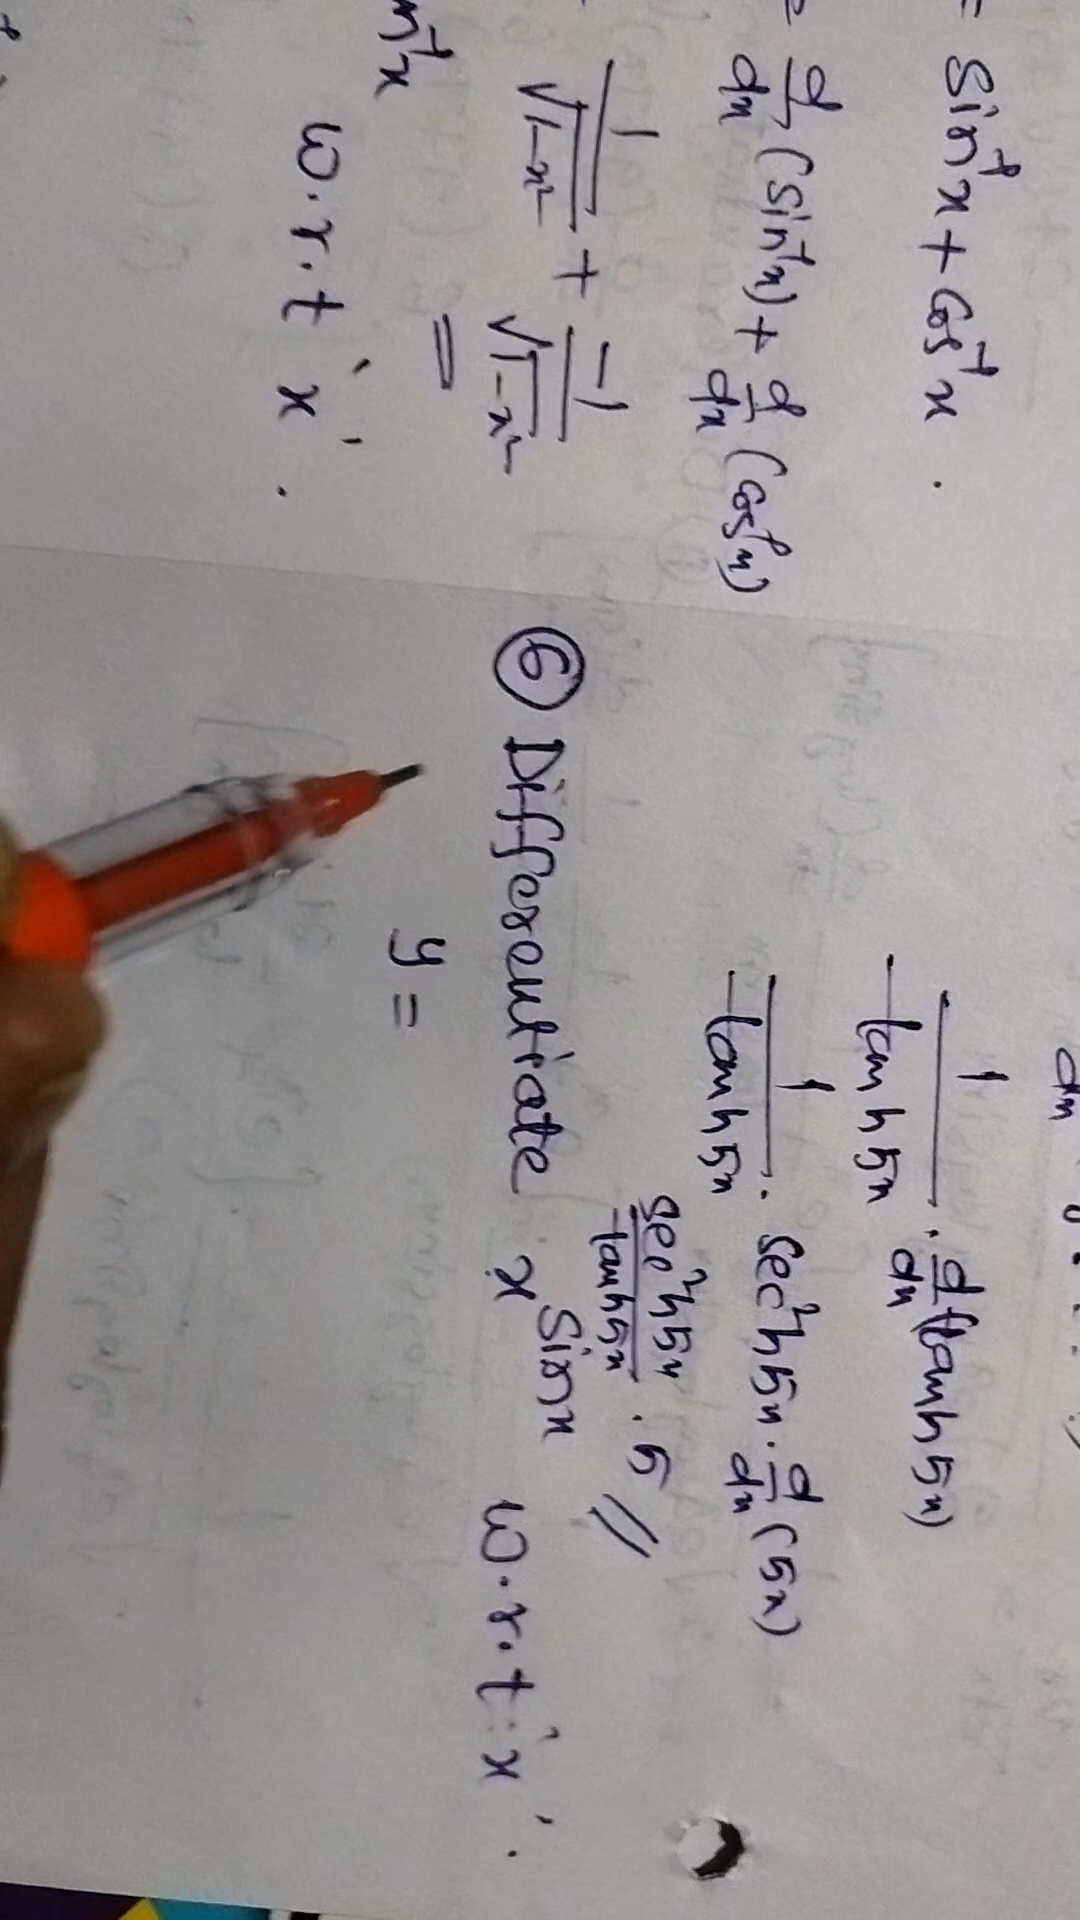 = Sin⁻¹x + Cos⁻¹x .
= d/dx (Sin⁻¹x) + d/dx (Cos⁻¹x)
1/√1-x² + -1/√1-x²
=
n⁻¹x
w.r.t 'x' .
1/tanh5x . d/dx (tanh5x)
1/tanh5x . sec²h5x . d/dx (5x)
sec²h5x/tanh5x . 5 //
⑥ Differentiate x^Sinx w.r.t 'x' .
y =